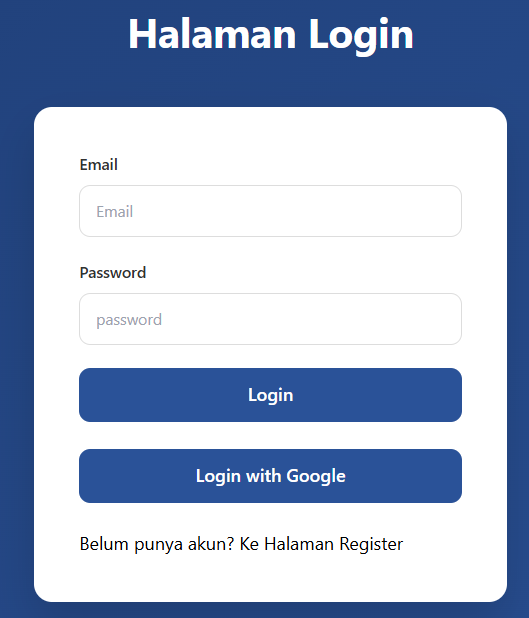 Halaman Login
Email
Email
Password
password
Login
Login with Google
Belum punya akun? Ke Halaman Register